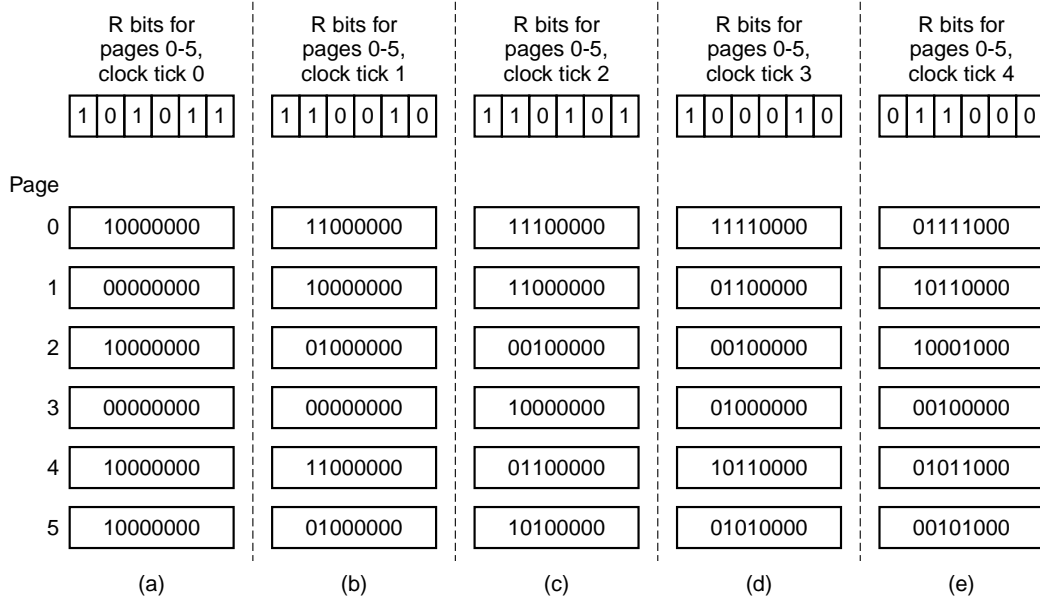 R bits for R bits for R bits for R bits for R bits for
pages 0-5, pages 0-5, pages 0-5, pages 0-5, pages 0-5,
clock tick 0 clock tick 1 clock tick 2 clock tick 3 clock tick 4
1 0 1 0 1 1 1 1 0 0 1 0 1 1 0 1 0 1 1 0 0 0 1 0 0 1 1 0 0 0
Page
0 10000000 11000000 11100000 11110000 01111000
1 00000000 10000000 11000000 01100000 10110000
2 10000000 01000000 00100000 00100000 10001000
3 00000000 00000000 10000000 01000000 00100000
4 10000000 11000000 01100000 10110000 01011000
5 10000000 01000000 10100000 01010000 00101000
(a) (b) (c) (d) (e)